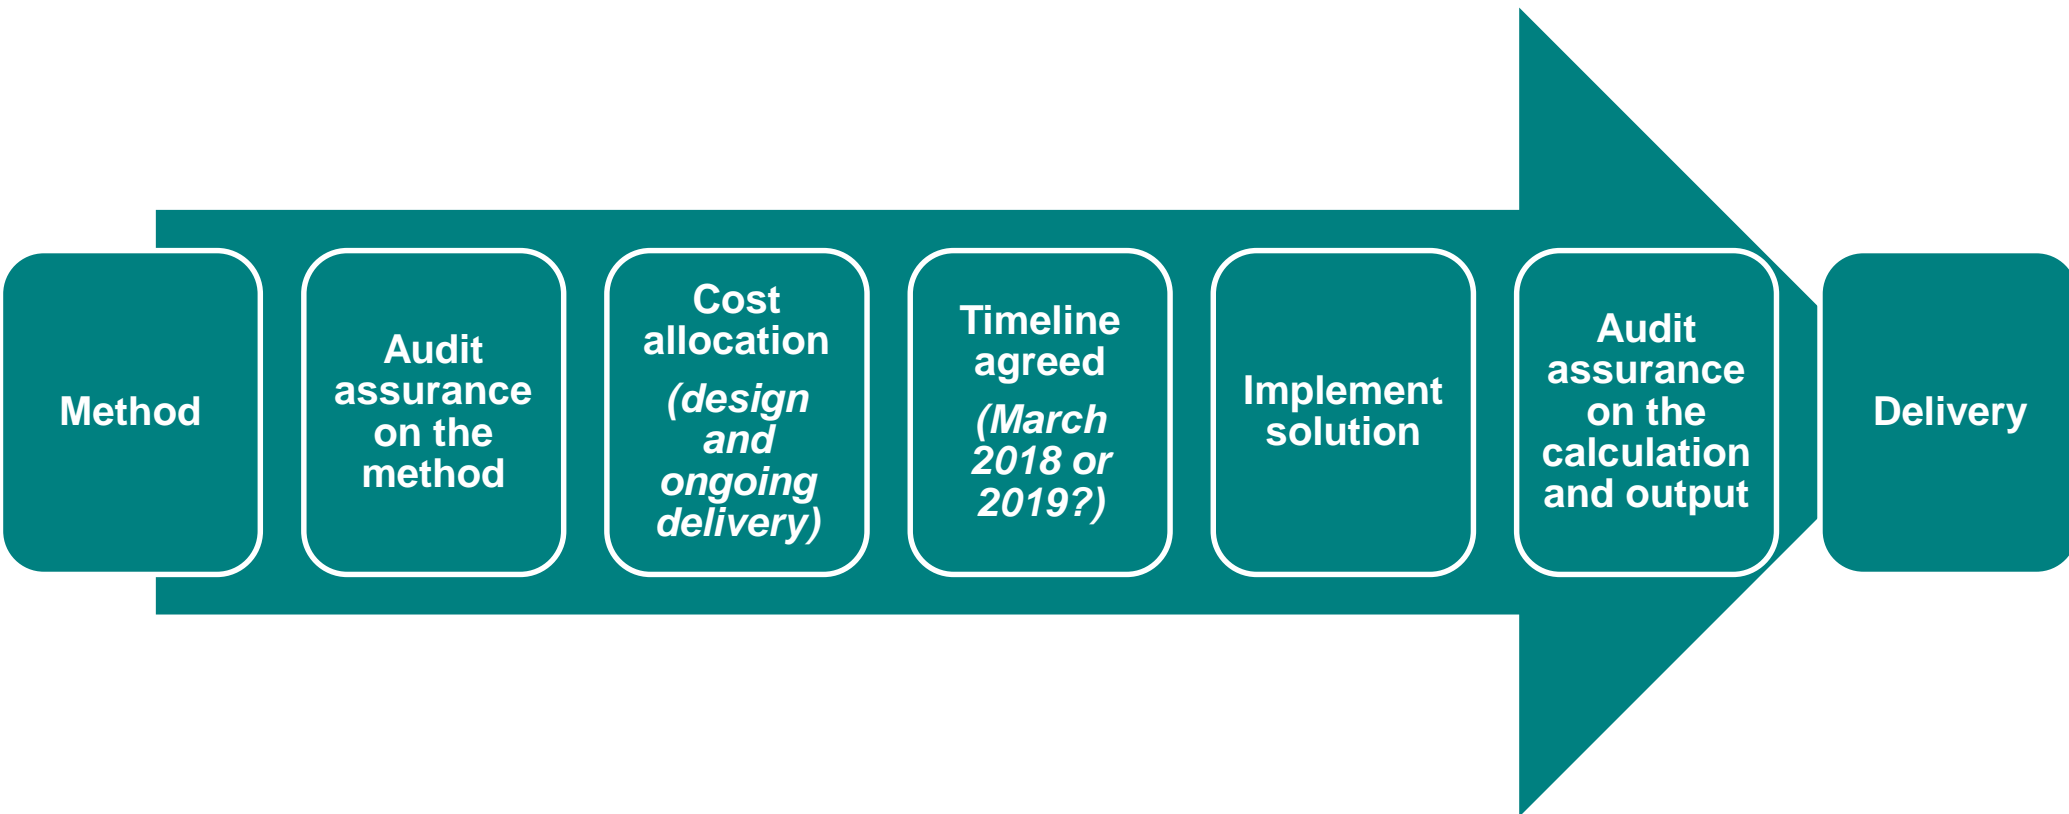 Method
Audit
assurance
on the
method
Cost
allocation
(design
and
ongoing
delivery)
Timeline
agreed
(March
2018 or
2019?)
Implement
solution
Audit
assurance
on the
calculation
and output
Delivery